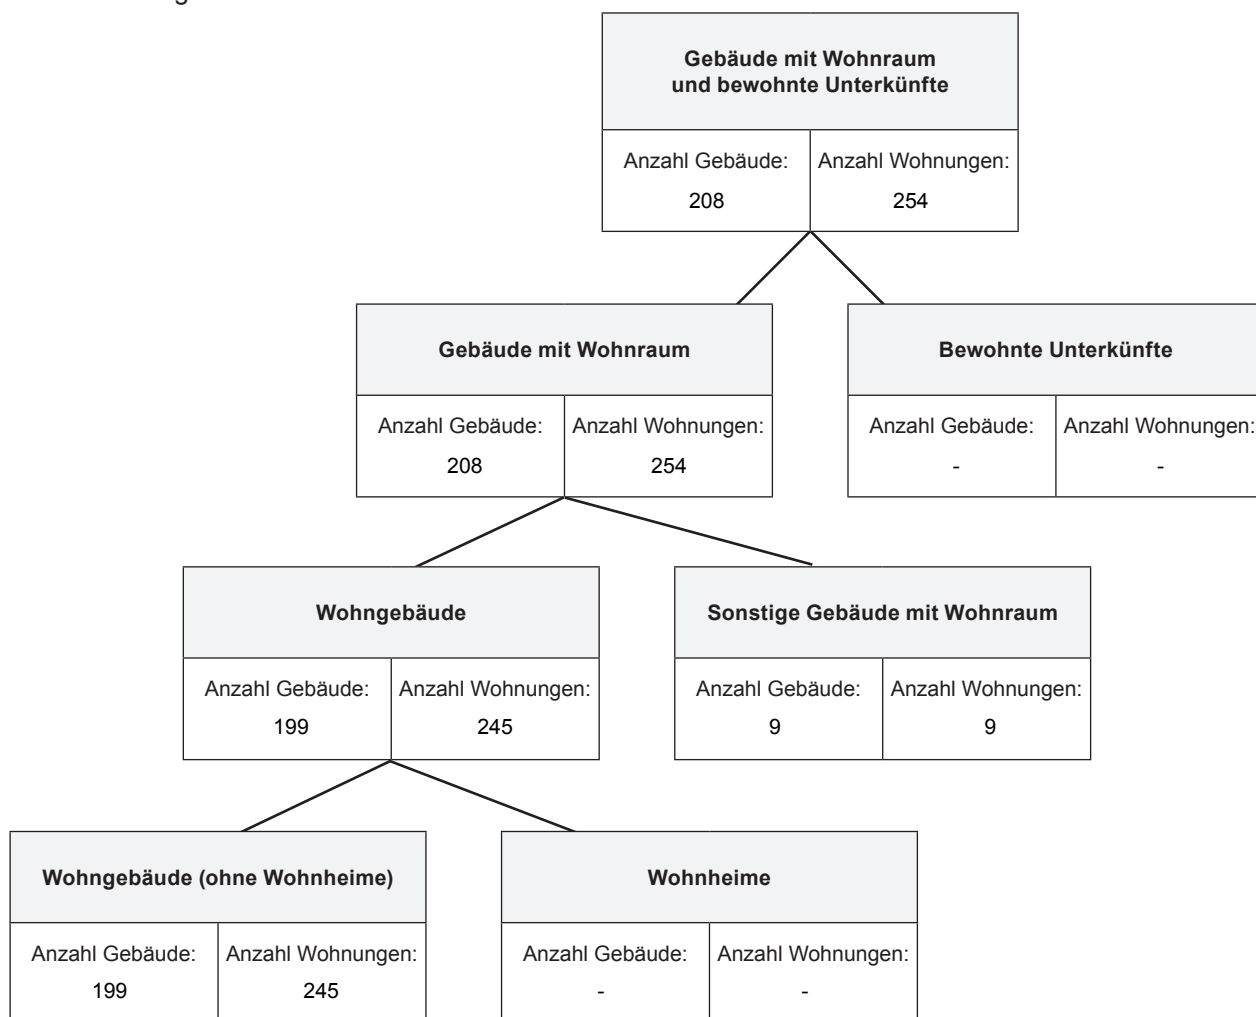 Gebäude mit Wohnraum
und bewohnte Unterkünfte
Anzahl Gebäude: Anzahl Wohnungen:
208 254
Gebäude mit Wohnraum Bewohnte Unterkünfte
Anzahl Gebäude: Anzahl Wohnungen: Anzahl Gebäude: Anzahl Wohnungen:
208 254 - -
Wohngebäude Sonstige Gebäude mit Wohnraum
Anzahl Gebäude: Anzahl Wohnungen: Anzahl Gebäude: Anzahl Wohnungen:
199 245 9 9
Wohngebäude (ohne Wohnheime) Wohnheime
Anzahl Gebäude: Anzahl Wohnungen: Anzahl Gebäude: Anzahl Wohnungen:
199 245 - -